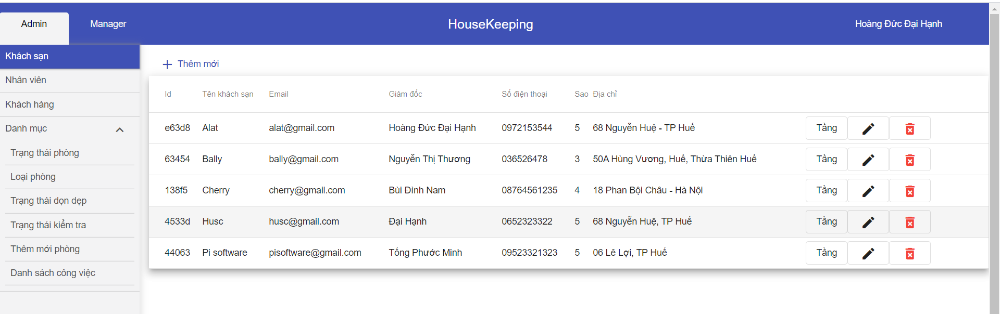 Admin Manager HouseKeeping Hoàng Đức Đại Hạnh
Khách sạn
Nhân viên
Khách hàng
Danh mục
Trạng thái phòng
Loại phòng
Trạng thái dọn dẹp
Trạng thái kiểm tra
Thêm mới phòng
Danh sách công việc
Thêm mới
Id Tên khách sạn Email Giám đốc Số điện thoại Sao Địa chỉ
e63d8 Alat alat@gmail.com Hoàng Đức Đại Hạnh 0972153544 5 68 Nguyễn Huệ - TP Huế Tầng
63454 Bally bally@gmail.com Nguyễn Thị Thương 036526478 3 50A Hùng Vương, Huế, Thừa Thiên Huế Tầng
138f5 Cherry cherry@gmail.com Bùi Đình Nam 08764561235 4 18 Phan Bội Châu - Hà Nội Tầng
4533d Husc husc@gmail.com Đại Hạnh 0652323322 5 68 Nguyễn Huệ, TP Huế Tầng
44063 Pi software pisoftware@gmail.com Tống Phước Minh 09523321323 5 06 Lê Lợi, TP Huế Tầng